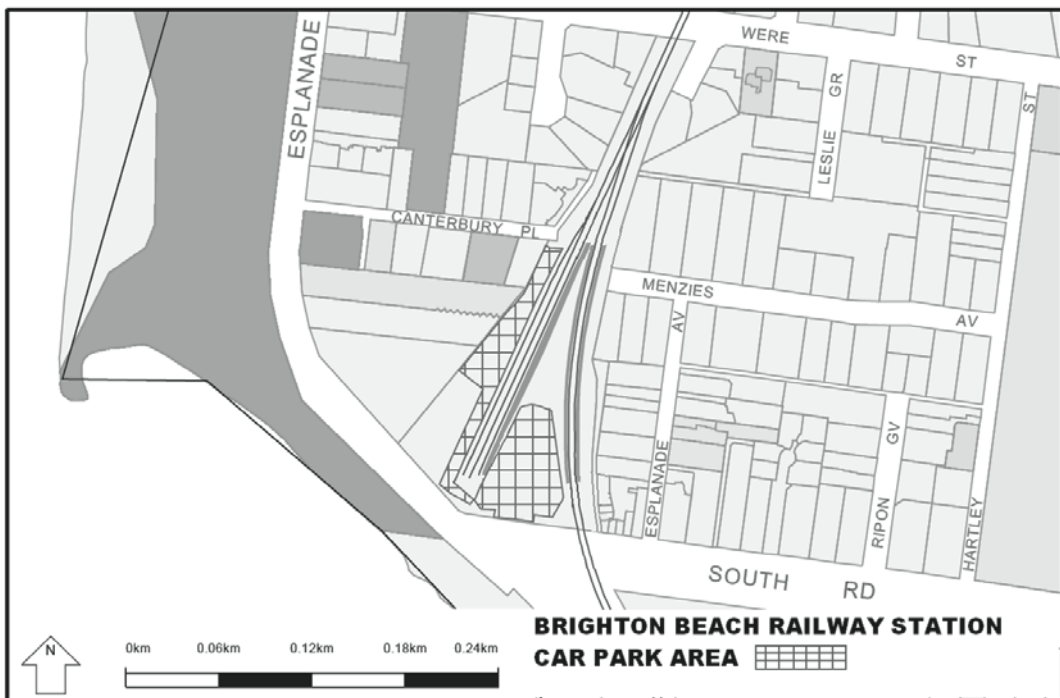 WERE
ST
ESPLANADE
LESLIE GR
ST
CANTERBURY PL
MENZIES
AV
AV
ESPLANADE
RIPON GV
HARTLEY
SOUTH RD
N
0km 0.06km 0.12km 0.18km 0.24km
BRIGHTON BEACH RAILWAY STATION
CAR PARK AREA